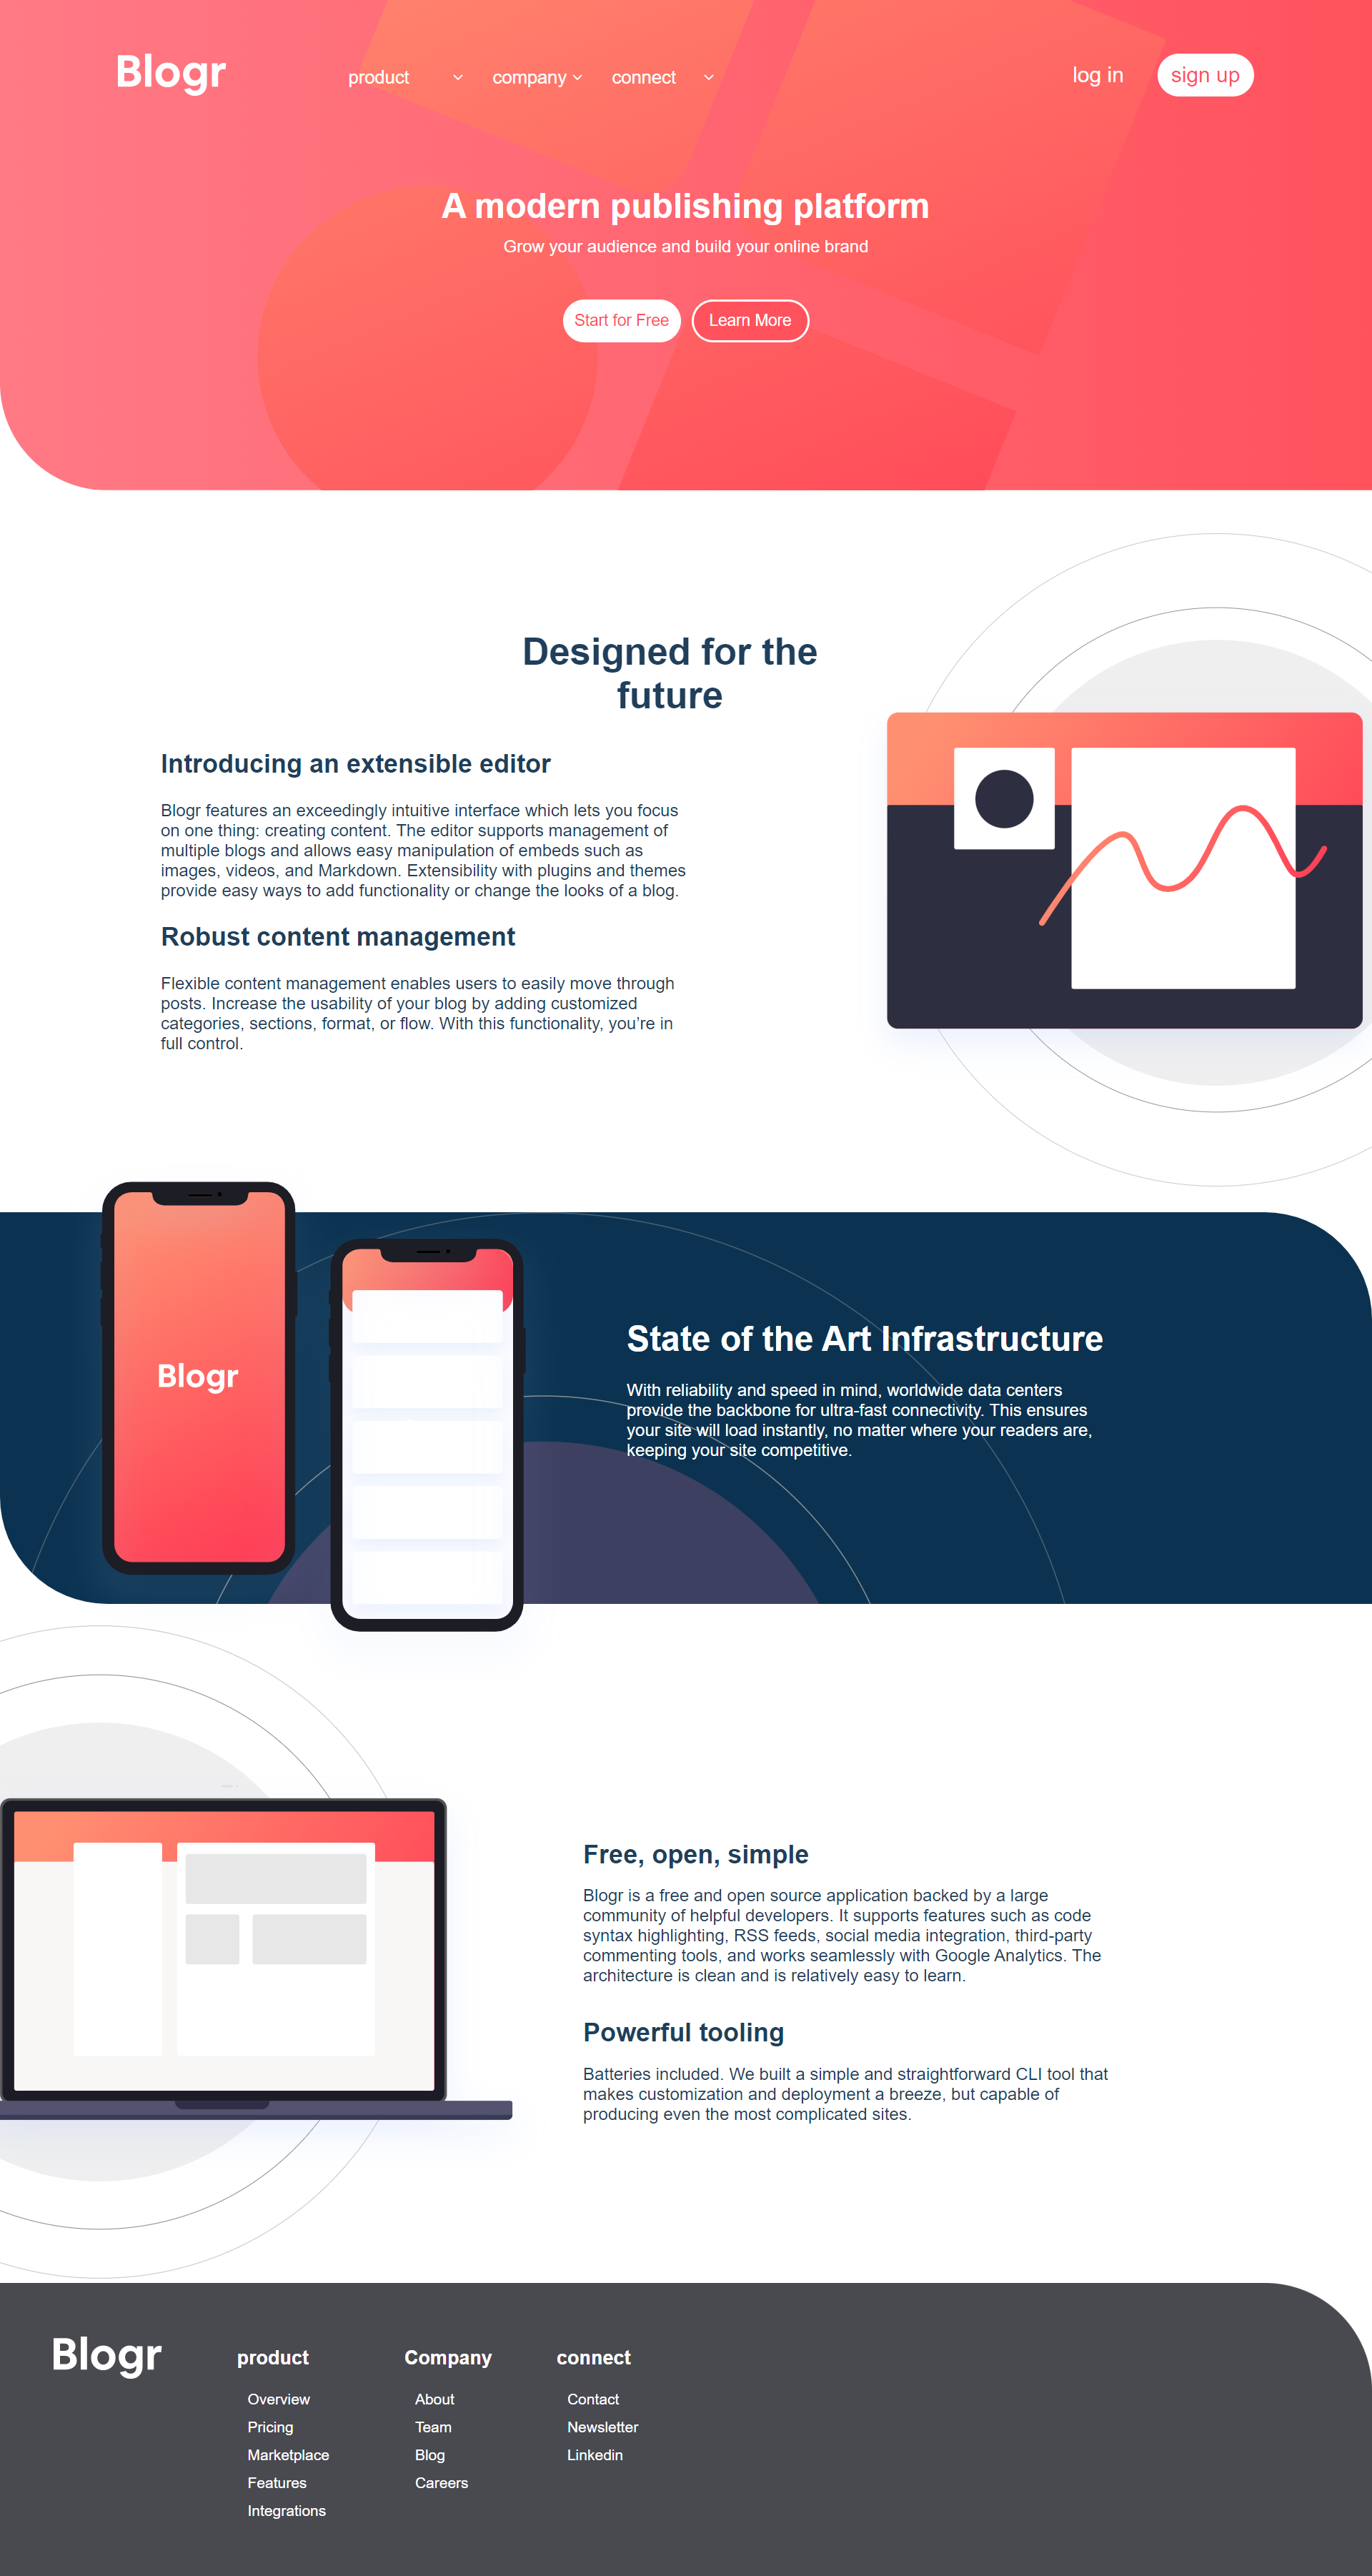 Blogr
product
company
connect
log in
sign up
A modern publishing platform
Grow your audience and build your online brand
Start for Free
Learn More
Designed for the
future
Introducing an extensible editor
Blogr features an exceedingly intuitive interface which lets you focus
on one thing: creating content. The editor supports management of
multiple blogs and allows easy manipulation of embeds such as
images, videos, and Markdown. Extensibility with plugins and themes
provide easy ways to add functionality or change the looks of a blog.
Robust content management
Flexible content management enables users to easily move through
posts. Increase the usability of your blog by adding customized
categories, sections, format, or flow. With this functionality, you’re in
full control.
Blogr
State of the Art Infrastructure
With reliability and speed in mind, worldwide data centers
provide the backbone for ultra-fast connectivity. This ensures
your site will load instantly, no matter where your readers are,
keeping your site competitive.
Free, open, simple
Blogr is a free and open source application backed by a large
community of helpful developers. It supports features such as code
syntax highlighting, RSS feeds, social media integration, third-party
commenting tools, and works seamlessly with Google Analytics. The
architecture is clean and is relatively easy to learn.
Powerful tooling
Batteries included. We built a simple and straightforward CLI tool that
makes customization and deployment a breeze, but capable of
producing even the most complicated sites.
Blogr
product
Overview
Pricing
Marketplace
Features
Integrations
Company
About
Team
Blog
Careers
connect
Contact
Newsletter
Linkedin